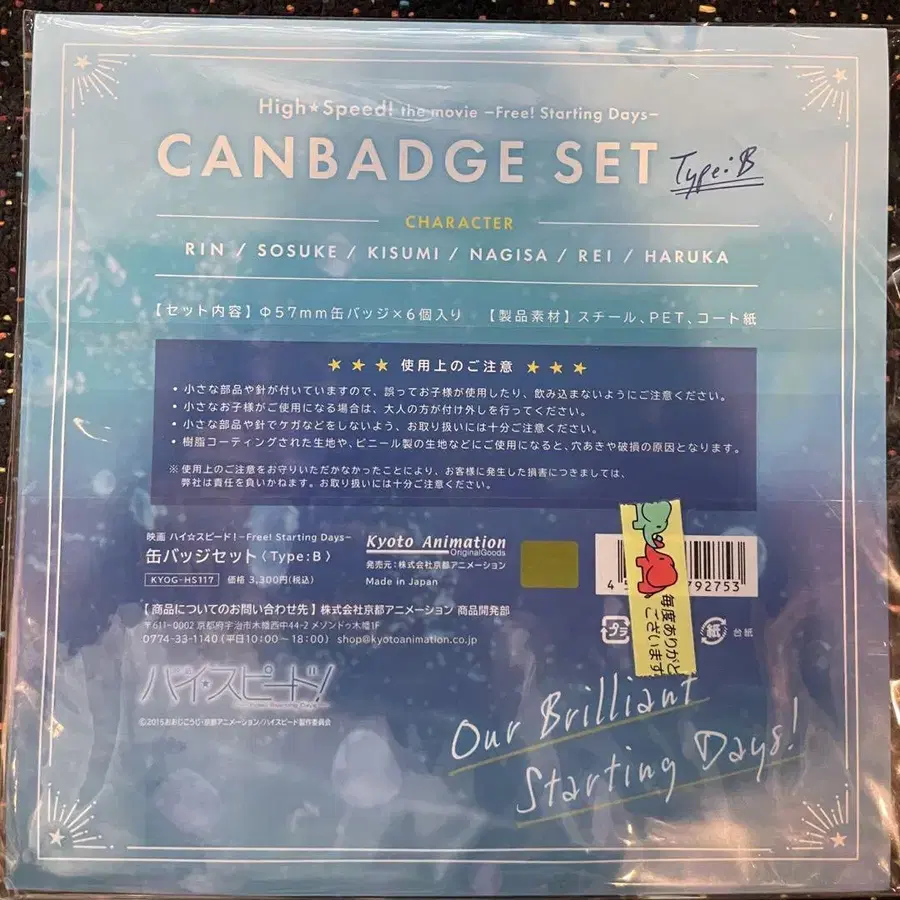 High★Speed! the movie −Free! Starting Days−
CANBADGE SET Type:B
CHARACTER
RIN / SOSUKE / KISUMI / NAGISA / REI / HARUKA
【セット内容】Φ57mm缶バッジ×6個入り 【製品素材】スチール、PET、コート紙
★ ★ ★ 使用上のご注意 ★ ★ ★
• 小さな部品や針が付いていますので、誤ってお子様が使用したり、飲み込まないようにご注意ください。
• 小さなお子様がご使用になる場合は、大人の方が付け外しを行ってください。
• 小さな部品や針でケガなどをしないよう、お取り扱いには十分ご注意ください。
• 樹脂コーティングされた生地や、ビニール製の生地などにご使用になると、穴あきや破損の原因となります。
※ 使用上のご注意をお守りいただかなかったことにより、お客様に発生した損害につきましては、
弊社は責任を負いかねます。お取り扱いには十分ご注意ください。
映画 ハイ☆スピード!−Free! Starting Days−
缶バッジセット〈Type:B〉
KYOG-HS117 価格 3,300円(税込)
Kyoto Animation
OriginalGoods
発売元:株式会社京都アニメーション
Made in Japan
【商品についてのお問い合わせ先】株式会社京都アニメーション 商品開発部
〒611-0002 京都府宇治市木幡西中44-2 メゾンドゥ木幡1F
0774-33-1140(平日10:00〜18:00) shop@kyotoanimation.co.jp
4
792753
プラ
紙 台紙
毎度ありがとう
ございます
ハイ☆スピード!
©2015おおじこうじ・京都アニメーション/ハイスピード製作委員会
Our Brilliant
Starting Days!